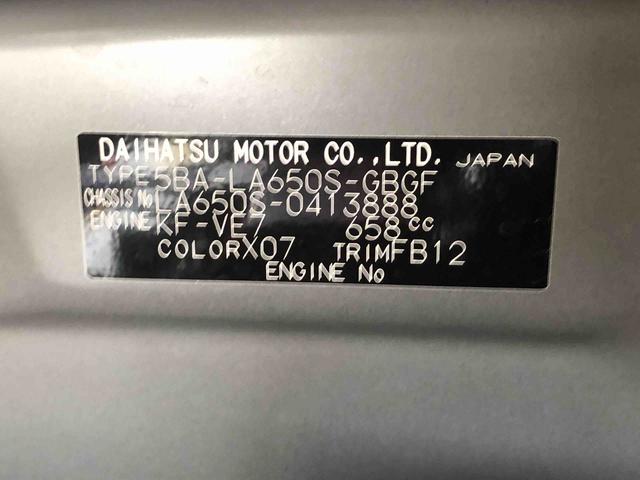 DAIHATSU MOTOR CO.,LTD. JAPAN
TYPE 5BA-LA650S-GBGF
CHASSIS No LA650S-0413888
ENGINE KF-VE7 658cc
COLOR X07 TRIM FB12
ENGINE No